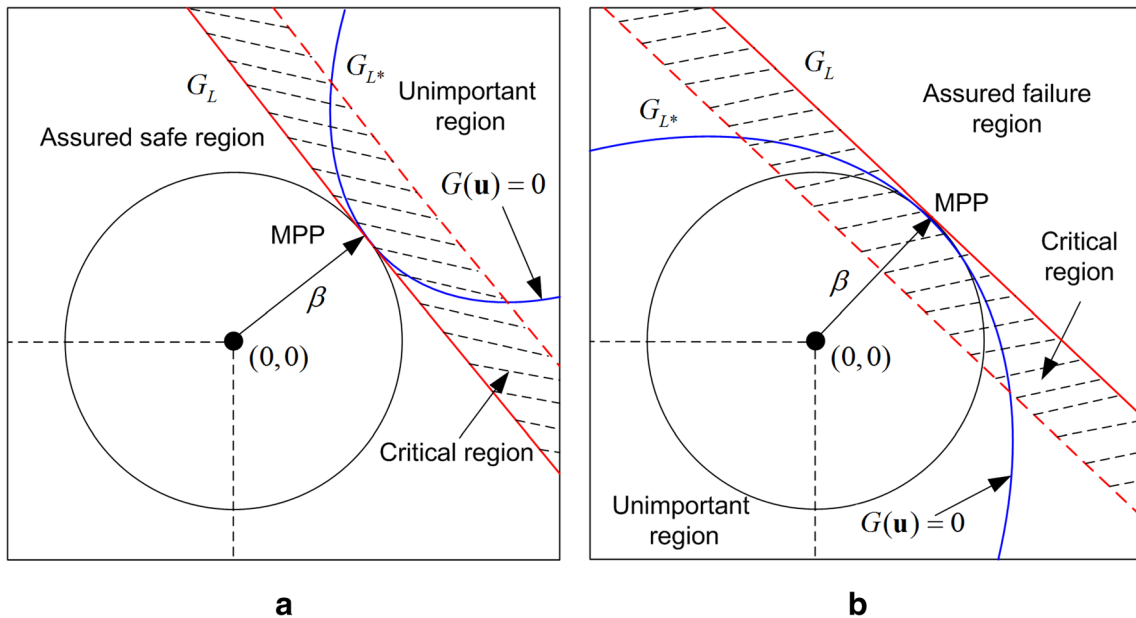 G_L
G_{L*}
Unimportant
region
Assured safe region
G(u) = 0
MPP
β
(0,0)
Critical region
a
G_L
G_{L*}
Assured failure
region
MPP
Critical
region
β
(0,0)
Unimportant
region
G(u) = 0
b